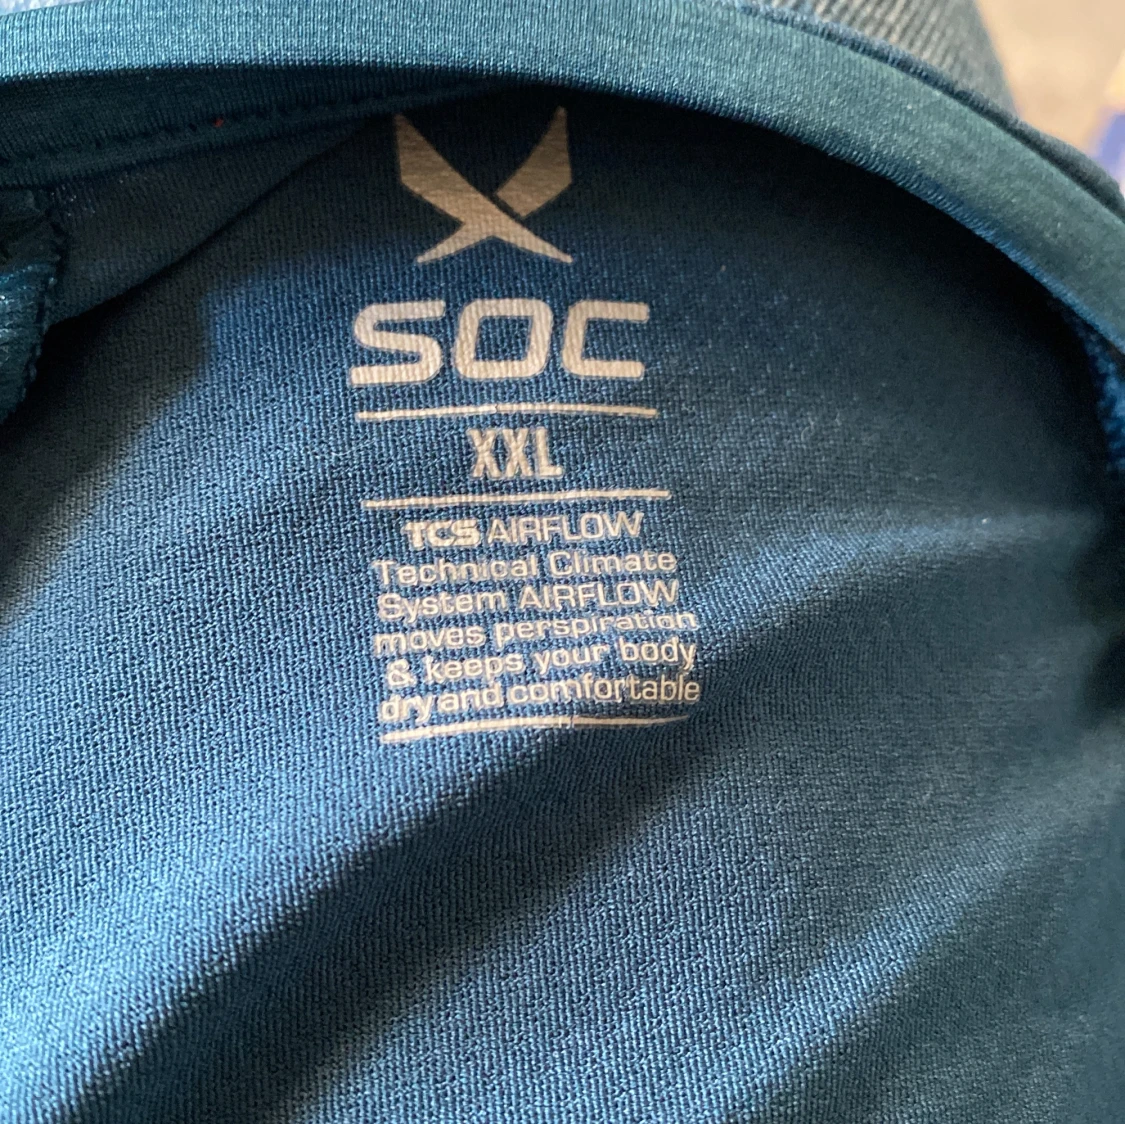 SOC
XXL
TCS AIRFLOW
Technical Climate
System AIRFLOW
moves perspiration
& keeps your body
dry and comfortable